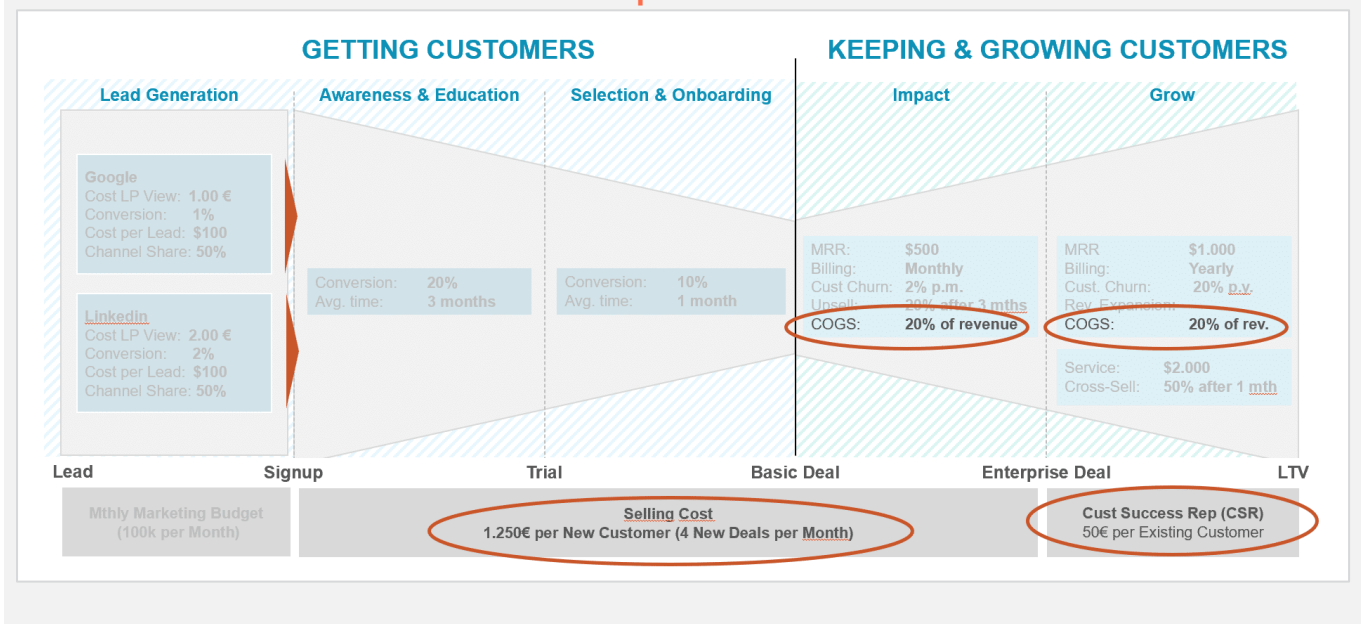 GETTING CUSTOMERS
KEEPING & GROWING CUSTOMERS
Lead Generation
Awareness & Education
Selection & Onboarding
Impact
Grow
Google
Cost LP View: 1.00 €
Conversion: 1%
Cost per Lead: $100
Channel Share: 50%
Linkedin
Cost LP View: 2.00 €
Conversion: 2%
Cost per Lead: $100
Channel Share: 50%
Conversion: 20%
Avg. time: 3 months
Conversion: 10%
Avg. time: 1 month
MRR: $500
Billing: Monthly
Cust Churn: 2% p.m.
Upsell: 20% after 3 mths
COGS: 20% of revenue
MRR $1.000
Billing: Yearly
Cust. Churn: 20% p.y.
Rev. Expansion:
COGS: 20% of rev.
Service: $2.000
Cross-Sell: 50% after 1 mth
Lead
Signup
Trial
Basic Deal
Enterprise Deal
LTV
Mthly Marketing Budget
(100k per Month)
Selling Cost
1.250€ per New Customer (4 New Deals per Month)
Cust Success Rep (CSR)
50€ per Existing Customer